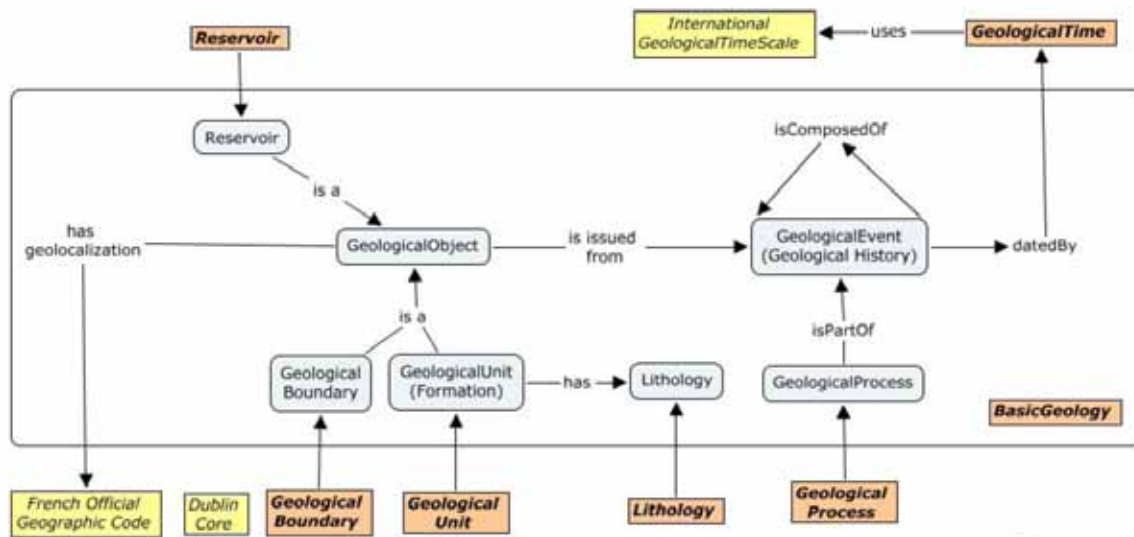 International
GeologicalTimeScale
uses
GeologicalTime
Reservoir
Reservoir
isComposedOf
is a
has
geolocalization
GeologicalObject
is issued
from
GeologicalEvent
(Geological History)
datedBy
is a
isPartOf
Geological
Boundary
GeologicalUnit
(Formation)
has
Lithology
GeologicalProcess
BasicGeology
French Official
Geographic Code
Dublin
Core
Geological
Boundary
Geological
Unit
Lithology
Geological
Process